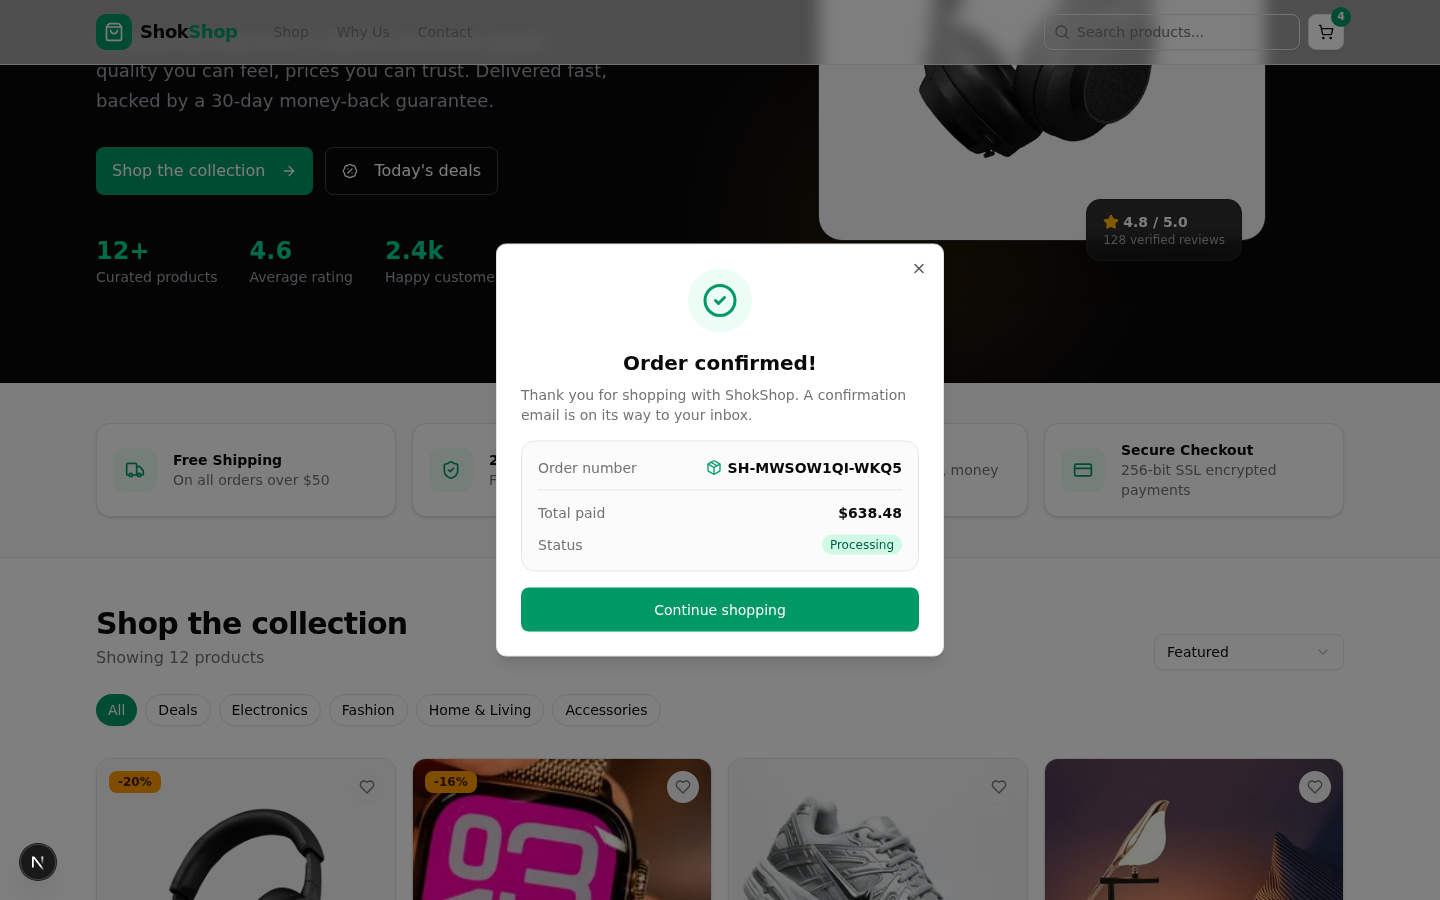 ShokShop
Shop
Why Us
Contact
Search products...
4
quality you can feel, prices you can trust. Delivered fast,
backed by a 30-day money-back guarantee.
Shop the collection
Today's deals
4.8 / 5.0
128 verified reviews
12+
Curated products
4.6
Average rating
2.4k
Happy custome
Order confirmed!
Thank you for shopping with ShokShop. A confirmation
email is on its way to your inbox.
Order number
SH-MWSOW1QI-WKQ5
Total paid
$638.48
Status
Processing
Continue shopping
Free Shipping
On all orders over $50
2
F
money
Secure Checkout
256-bit SSL encrypted
payments
Shop the collection
Showing 12 products
Featured
All
Deals
Electronics
Fashion
Home & Living
Accessories
-20%
-16%
N